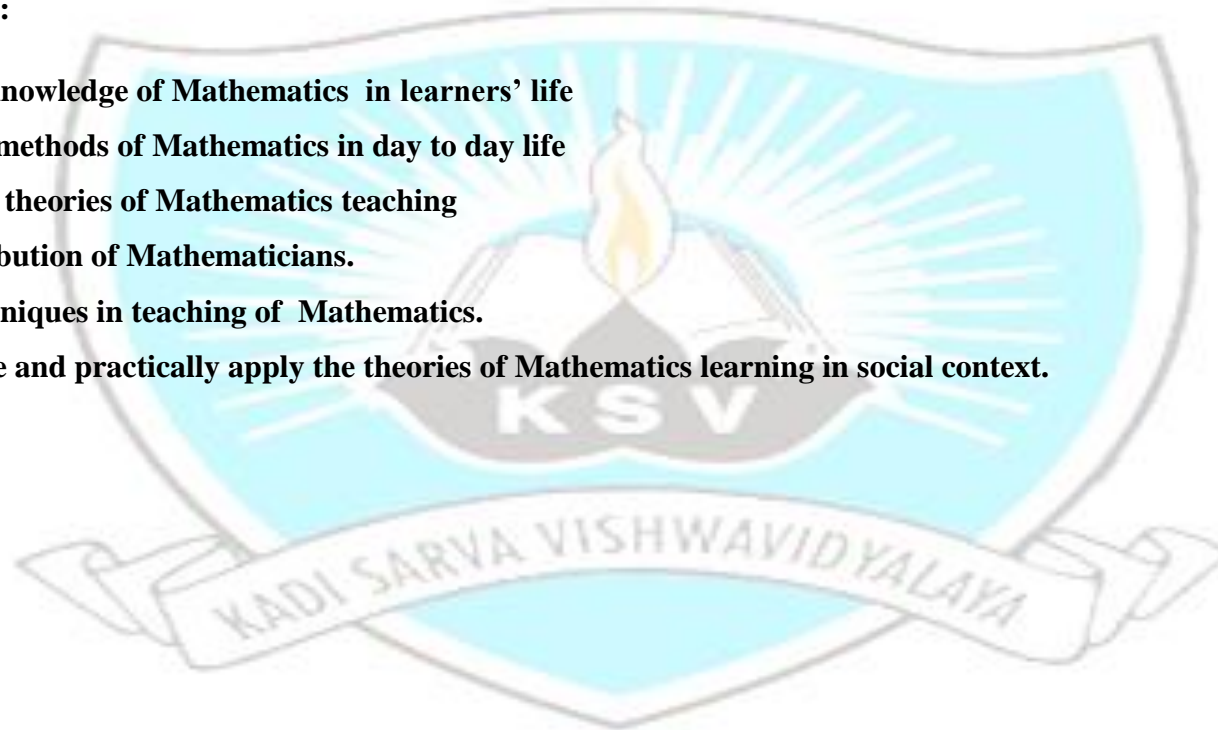 :
nowledge of Mathematics in learners’ life
methods of Mathematics in day to day life
theories of Mathematics teaching
bution of Mathematicians.
niques in teaching of Mathematics.
e and practically apply the theories of Mathematics learning in social context.
KSV
KADI SARVA VISHWAVIDYALAYA